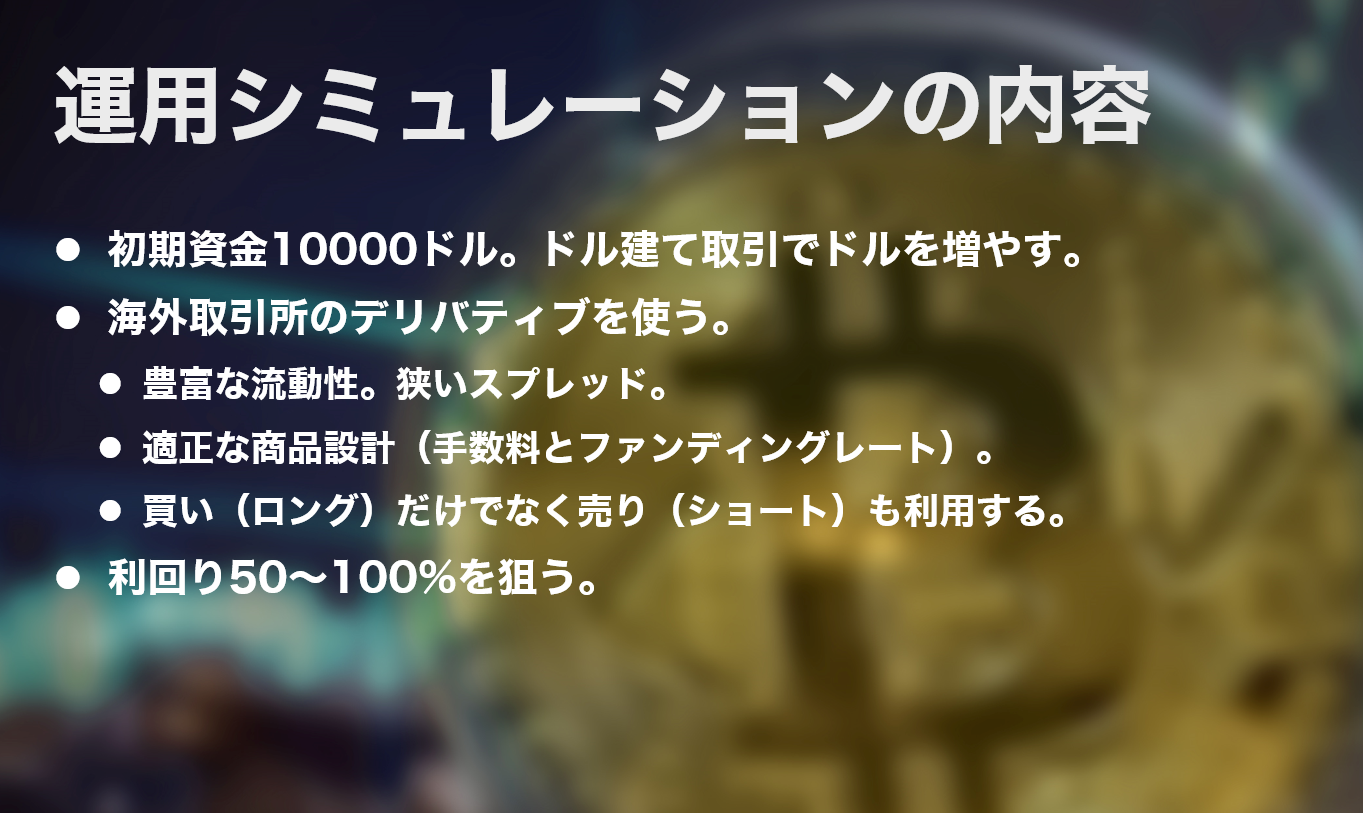 運用シミュレーションの内容
● 初期資金10000ドル。ドル建て取引でドルを増やす。
● 海外取引所のデリバティブを使う。
● 豊富な流動性。狭いスプレッド。
● 適正な商品設計（手数料とファンディングレート）。
● 買い（ロング）だけでなく売り（ショート）も利用する。
● 利回り50〜100%を狙う。